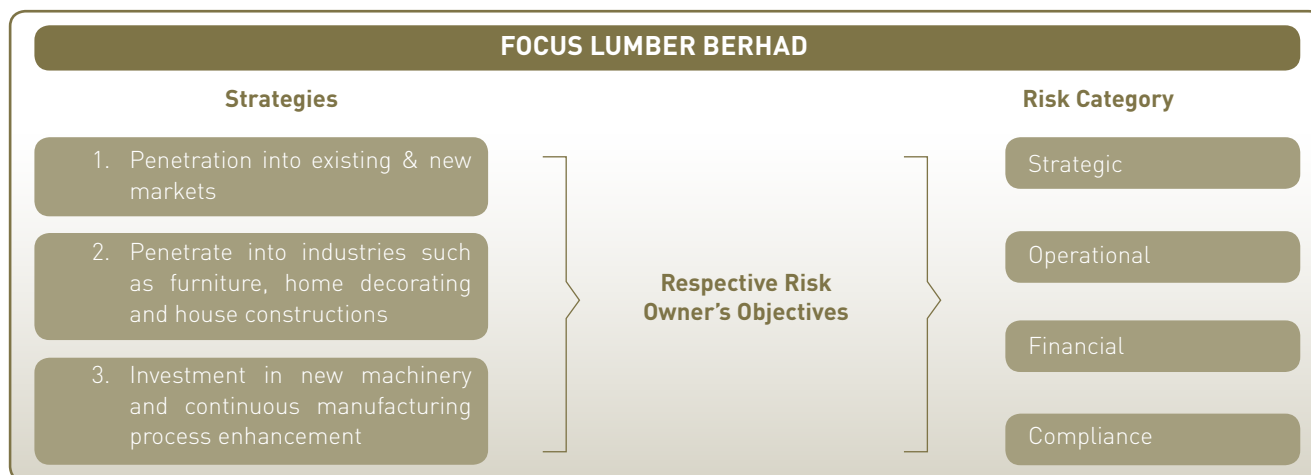 FOCUS LUMBER BERHAD
Strategies
1. Penetration into existing & new
markets
2. Penetrate into industries such
as furniture, home decorating
and house constructions
3. Investment in new machinery
and continuous manufacturing
process enhancement
Respective Risk
Owner’s Objectives
Risk Category
Strategic
Operational
Financial
Compliance